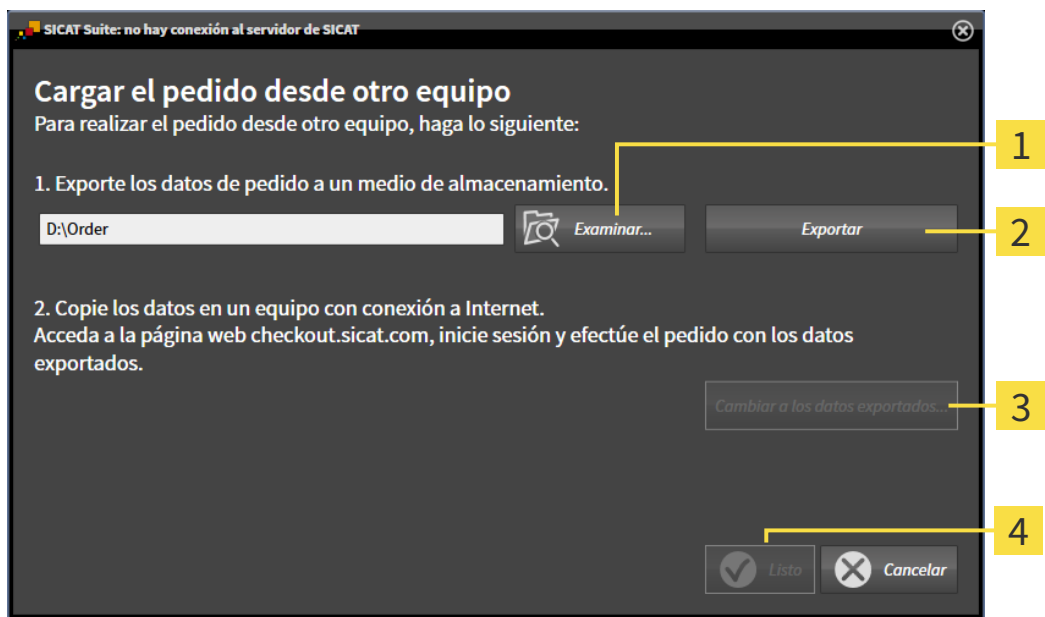 SICAT Suite: no hay conexión al servidor de SICAT
Cargar el pedido desde otro equipo
Para realizar el pedido desde otro equipo, haga lo siguiente:
1
1. Exporte los datos de pedido a un medio de almacenamiento.
D:\Order
Examinar...
Exportar
2
2. Copie los datos en un equipo con conexión a Internet.
Acceda a la página web checkout.sicat.com, inicie sesión y efectúe el pedido con los datos
exportados.
Cambiar a los datos exportados...
3
4
Listo
Cancelar